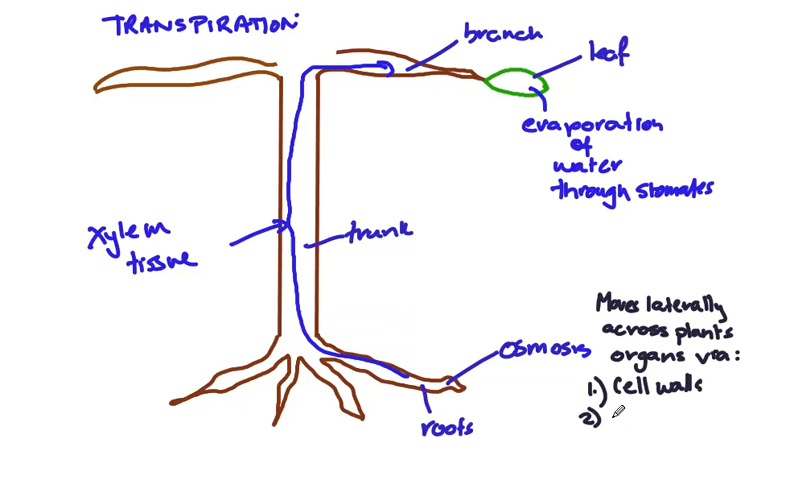 TRANSPIRATION
branch
leaf
evaporation
of
water
through stomates
xylem
tissue
trunk
osmosis
roots
Moves laterally
across plants
organs via:
1.) Cell walls
2)